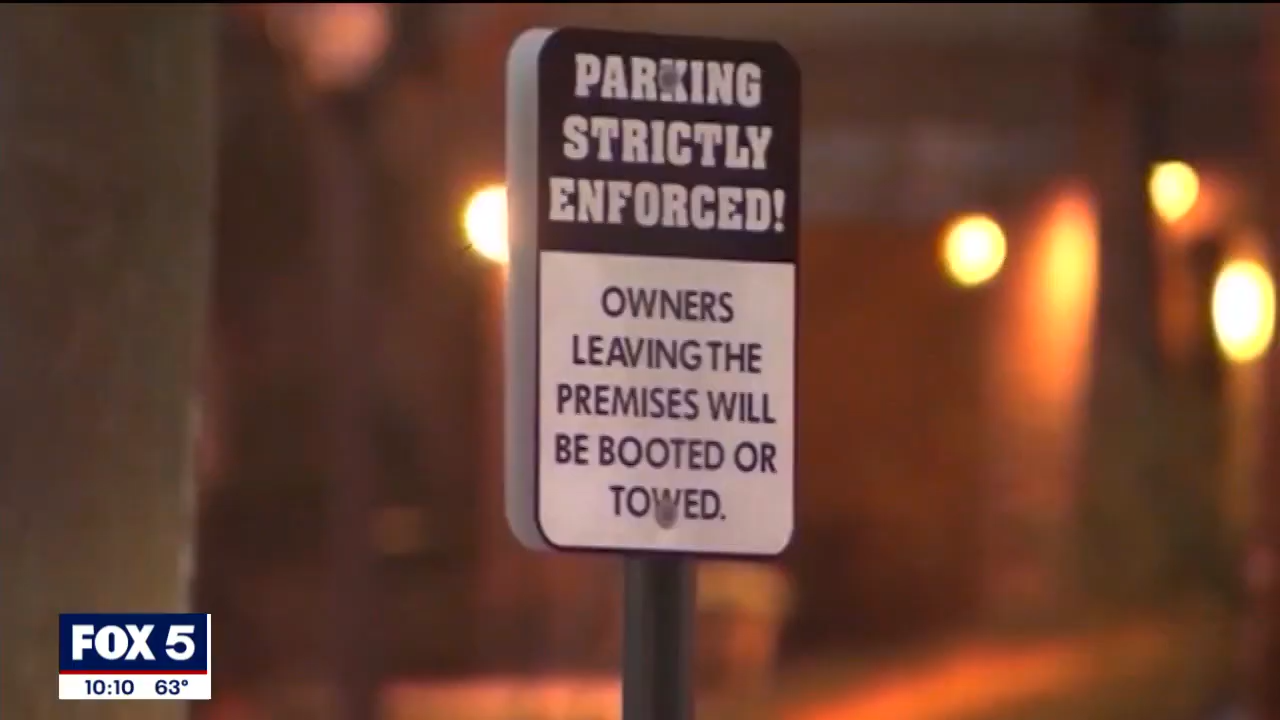 PARKING
STRICTLY
ENFORCED!
OWNERS
LEAVING THE
PREMISES WILL
BE BOOTED OR
TOWED.
FOX 5
10:10 63°